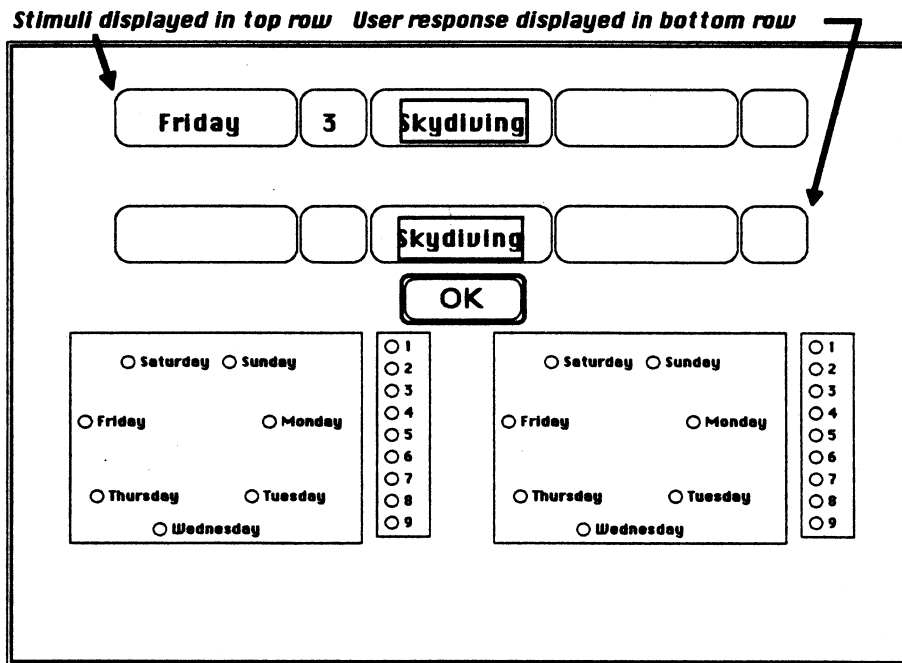 Stimuli displayed in top row User response displayed in bottom row
Friday 3 Skydiving
Skydiving
OK
Saturday Sunday
Friday Monday
Thursday Tuesday
Wednesday
1
2
3
4
5
6
7
8
9
Saturday Sunday
Friday Monday
Thursday Tuesday
Wednesday
1
2
3
4
5
6
7
8
9